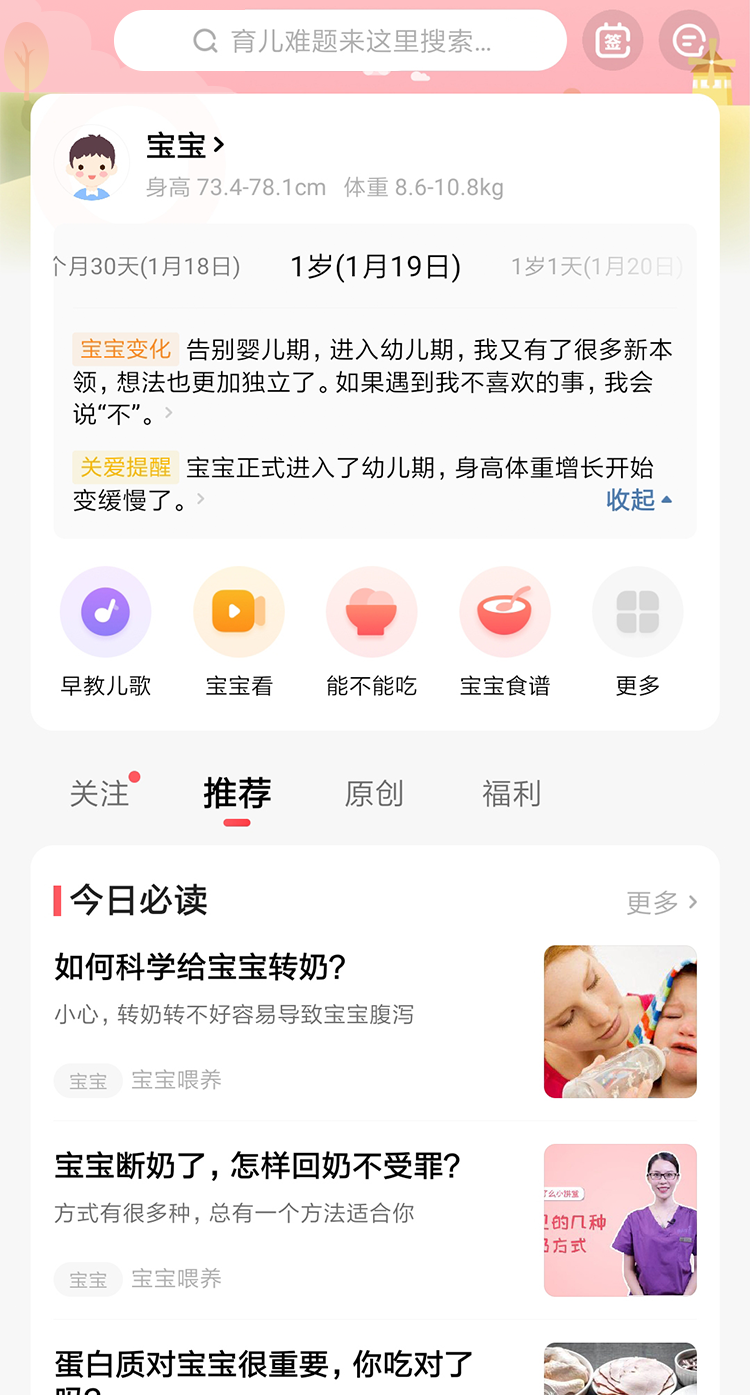 育儿难题来这里搜索...
签
宝宝
身高 73.4-78.1cm 体重 8.6-10.8kg
个月30天(1月18日) 1岁(1月19日) 1岁1天(1月20日)
宝宝变化 告别婴儿期，进入幼儿期，我又有了很多新本
领，想法也更加独立了。如果遇到我不喜欢的事，我会
说“不”。
关爱提醒 宝宝正式进入了幼儿期，身高体重增长开始
变缓慢了。 收起
早教儿歌 宝宝看 能不能吃 宝宝食谱 更多
关注 推荐 原创 福利
今日必读 更多
如何科学给宝宝转奶?
小心，转奶转不好容易导致宝宝腹泻
宝宝 宝宝喂养
宝宝断奶了，怎样回奶不受罪?
方式有很多种，总有一个方法适合你
宝宝 宝宝喂养
了么小饼萱
的几种
方式
蛋白质对宝宝很重要，你吃对了
吗?